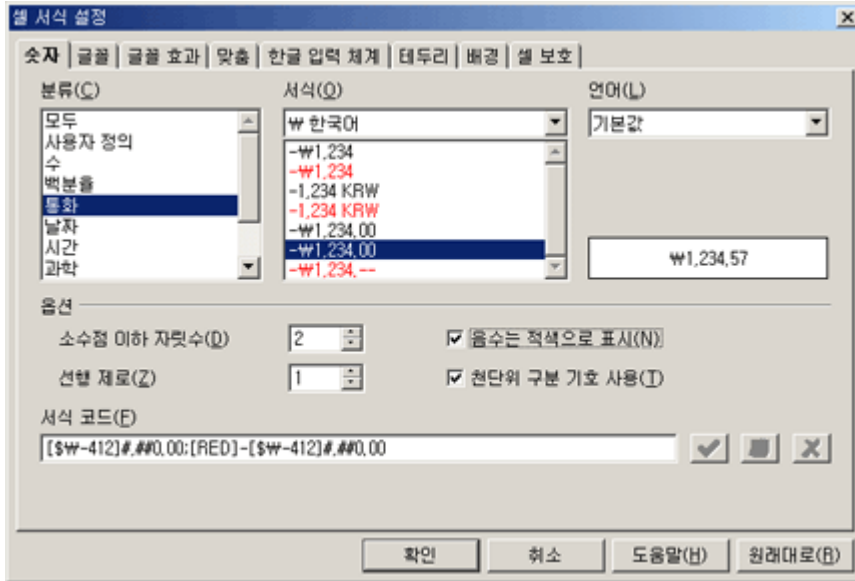 셀 서식 설정
숫자 글꼴 글꼴 효과 맞춤 한글 입력 체계 테두리 배경 셀 보호
분류(C) 서식(O) 언어(L)
₩ 한국어 기본값
모두
사용자 정의
수
백분율
통화
날짜
시간
과학
-₩1,234
-₩1,234
-1,234 KRW
-1,234 KRW
-₩1,234.00
-₩1,234.00
-₩1,234.--
₩1,234.57
옵션
소수점 이하 자릿수(D) 2 음수는 적색으로 표시(N)
선행 제로(Z) 1 천단위 구분 기호 사용(T)
서식 코드(F)
[$₩-412]#,##0.00;[RED]-[$₩-412]#,##0.00
확인 취소 도움말(H) 원래대로(R)